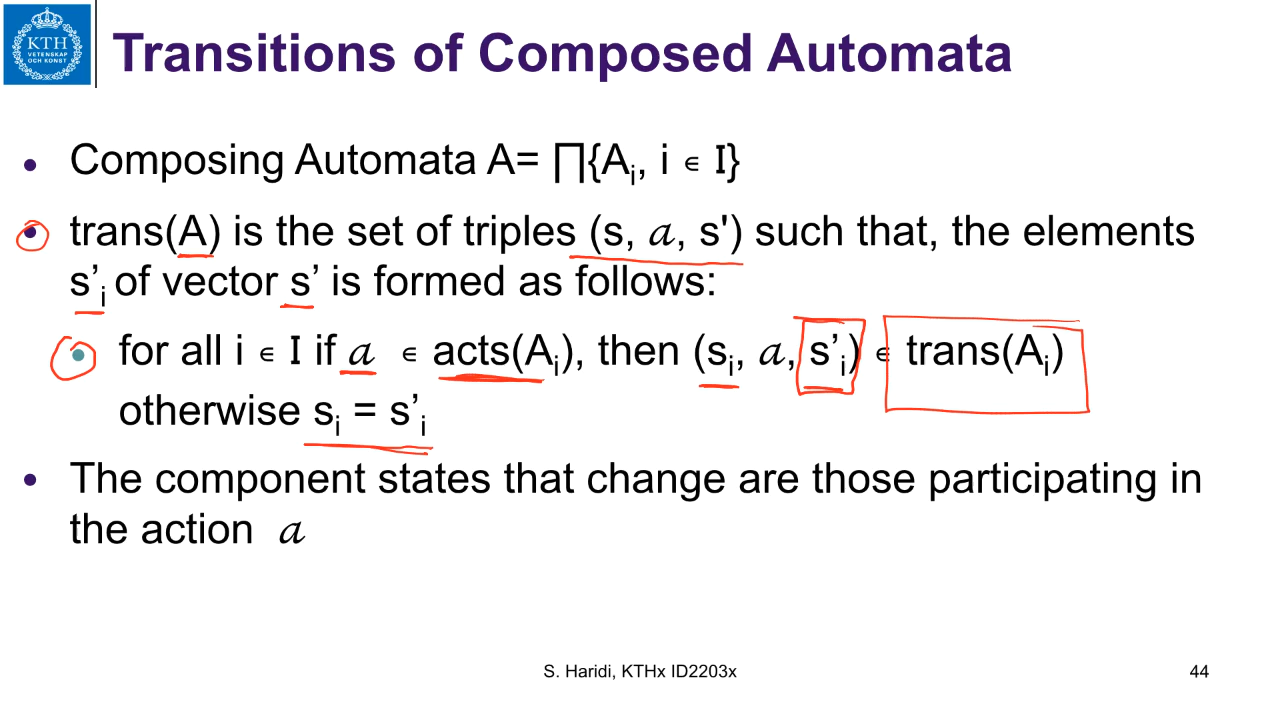 KTH
VETENSKAP
OCH KONST
Transitions of Composed Automata
• Composing Automata A= ∏{Aᵢ, i ∊ I}
• trans(A) is the set of triples (s, 𝑎, s') such that, the elements
s’ᵢ of vector s’ is formed as follows:
• for all i ∊ I if 𝑎 ∊ acts(Aᵢ), then (sᵢ, 𝑎, s’ᵢ) ∊ trans(Aᵢ)
otherwise sᵢ = s’ᵢ
• The component states that change are those participating in
the action 𝑎
S. Haridi, KTHx ID2203x
44